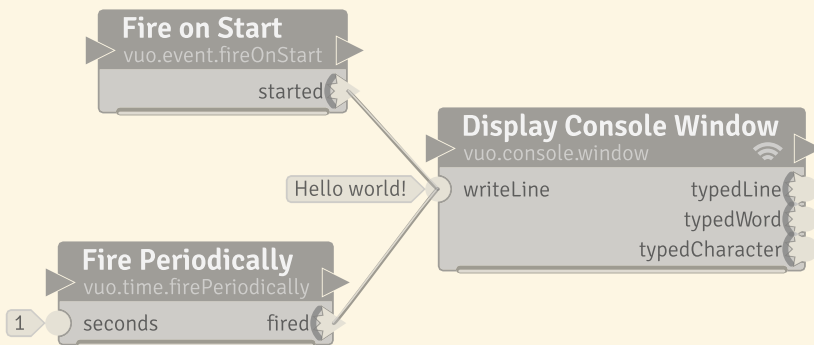 Fire on Start
vuo.event.fireOnStart
started
Display Console Window
vuo.console.window
Hello world!
writeLine
typedLine
typedWord
typedCharacter
Fire Periodically
vuo.time.firePeriodically
1
seconds
fired